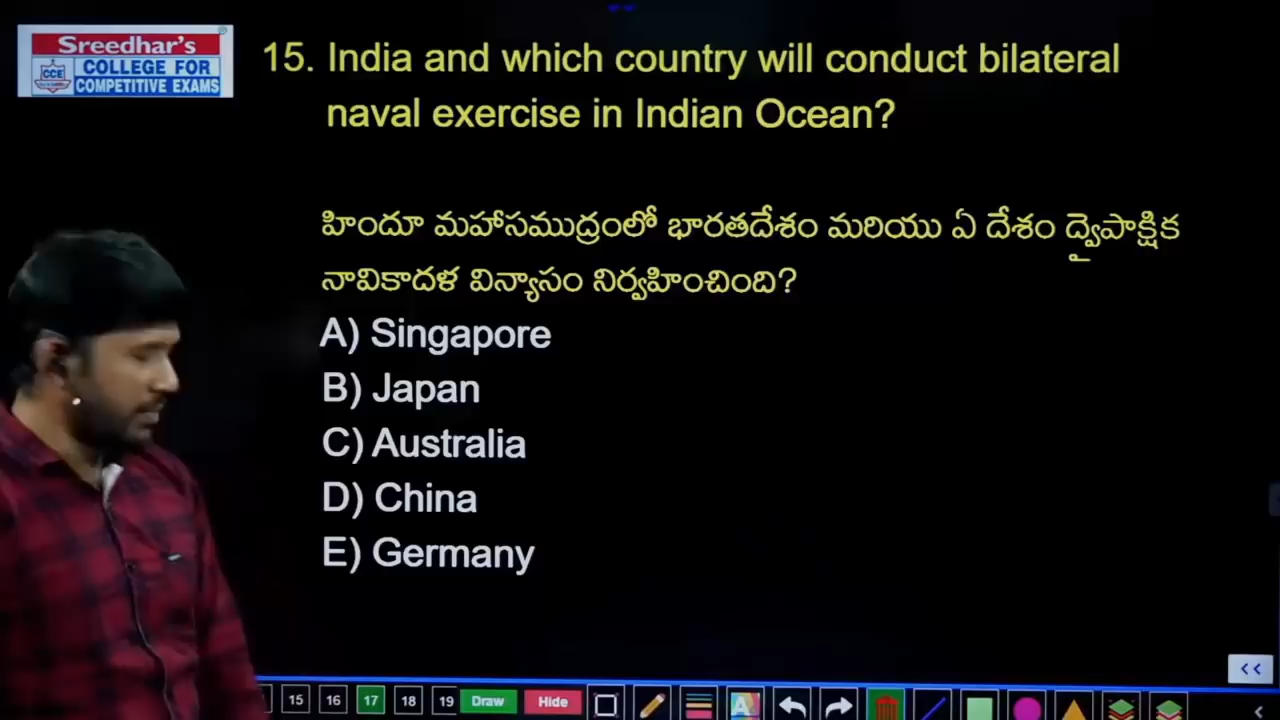 Sreedhar's
CCE
COLLEGE FOR
COMPETITIVE EXAMS
15. India and which country will conduct bilateral
naval exercise in Indian Ocean?
హిందూ మహాసముద్రంలో భారతదేశం మరియు ఏ దేశం ద్వైపాక్షిక
నావికాదళ విన్యాసం నిర్వహించింది?
A) Singapore
B) Japan
C) Australia
D) China
E) Germany
<<
15 16 17 18 19 Draw Hide A <